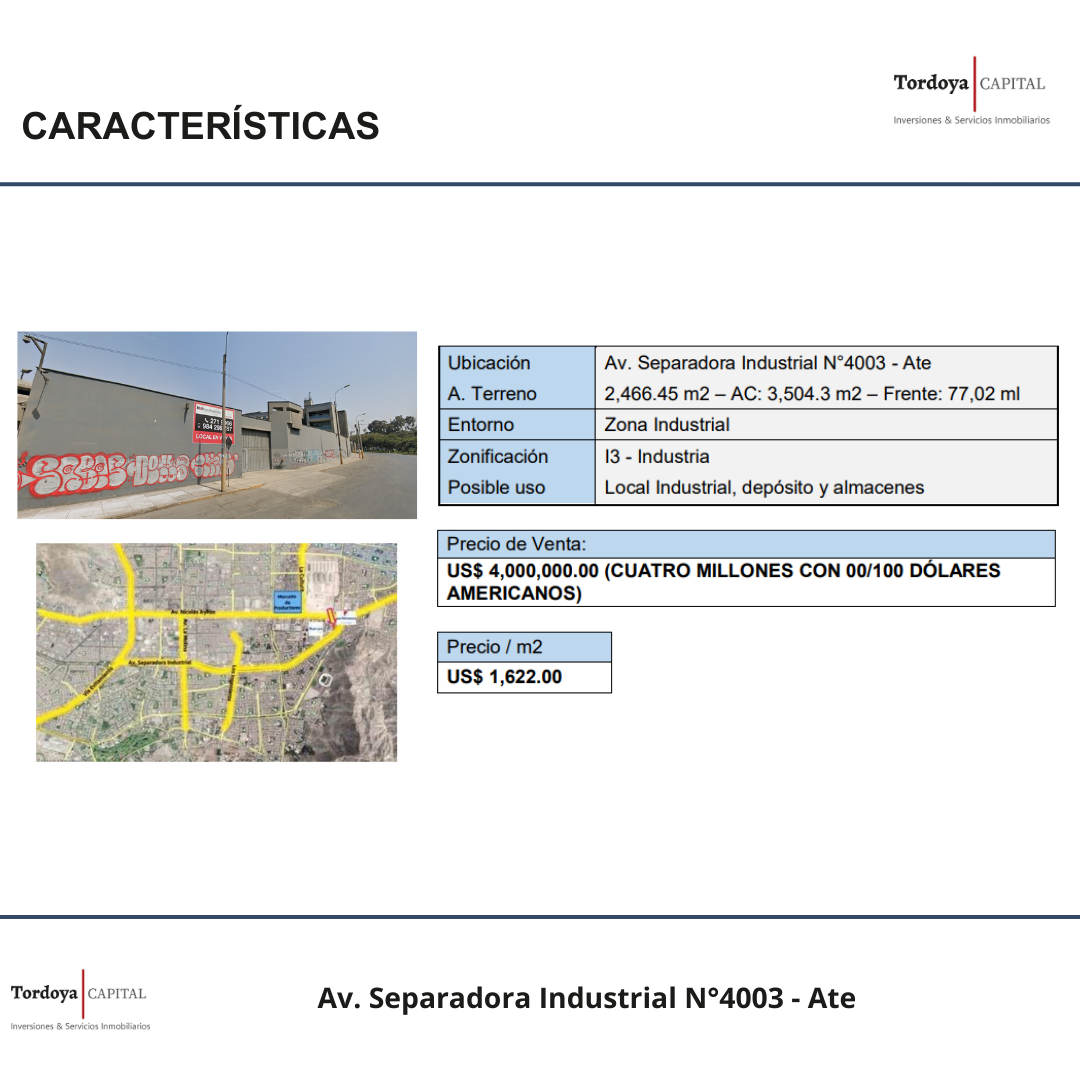 Tordoya CAPITAL
Inversiones & Servicios Inmobiliarios
CARACTERÍSTICAS
LOCAL EN
Ubicación Av. Separadora Industrial N°4003 - Ate
A. Terreno 2,466.45 m2 – AC: 3,504.3 m2 – Frente: 77,02 ml
Entorno Zona Industrial
Zonificación I3 - Industria
Posible uso Local Industrial, depósito y almacenes
Precio de Venta:
US$ 4,000,000.00 (CUATRO MILLONES CON 00/100 DÓLARES
AMERICANOS)
Precio / m2
US$ 1,622.00
Mercado
de
Productores
Av. Nicolás Ayllón
Av. Separadora Industrial
Tordoya CAPITAL
Inversiones & Servicios Inmobiliarios
Av. Separadora Industrial N°4003 - Ate